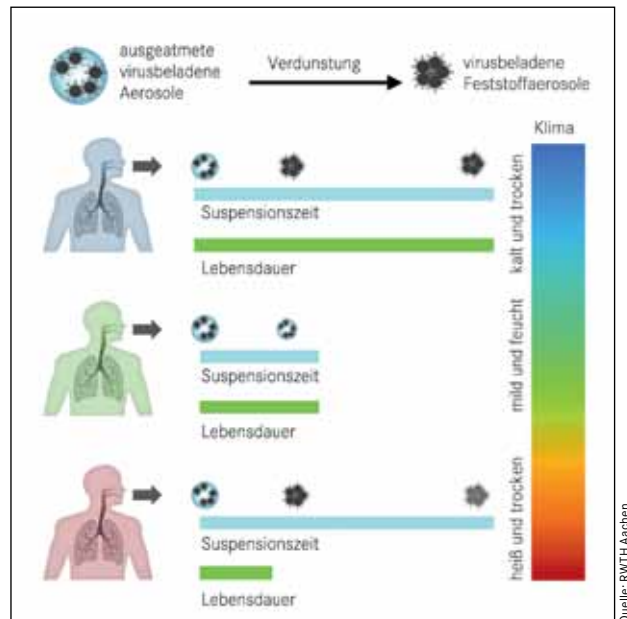 ausgeatmete
virusbeladene
Aerosole
Verdunstung
virusbeladene
Feststoffaerosole
Klima
Suspensionszeit
Lebensdauer
kalt und trocken
Suspensionszeit
Lebensdauer
mild und feucht
Suspensionszeit
Lebensdauer
heiß und trocken
Quelle: RWTH Aachen